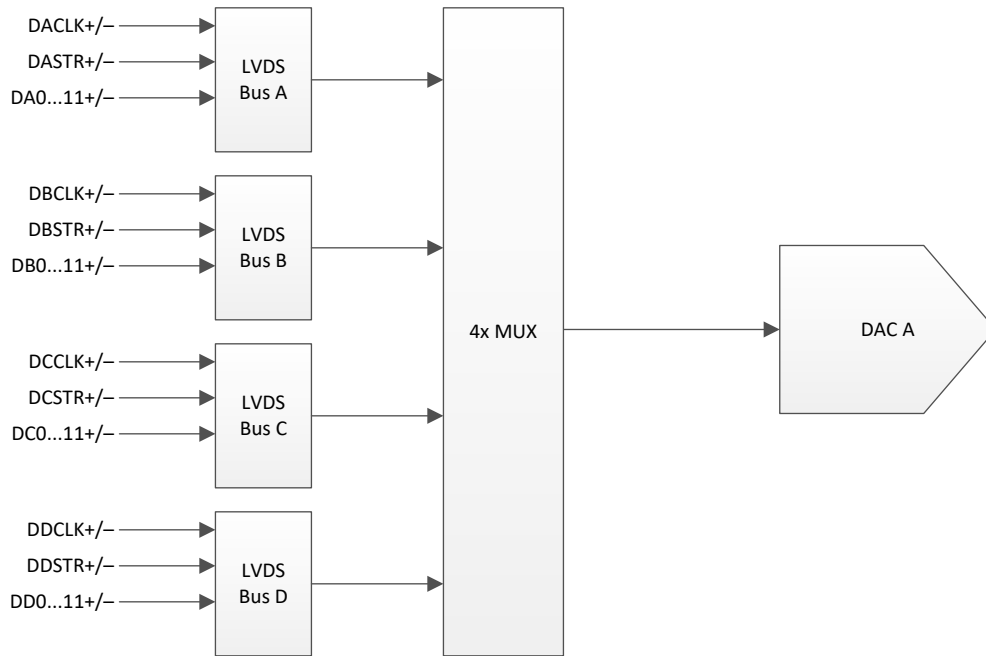 DACLK+/–
DASTR+/–
DA0...11+/–
LVDS
Bus A
DBCLK+/–
DBSTR+/–
DB0...11+/–
LVDS
Bus B
DCCLK+/–
DCSTR+/–
DC0...11+/–
LVDS
Bus C
DDCLK+/–
DDSTR+/–
DD0...11+/–
LVDS
Bus D
4x MUX
DAC A